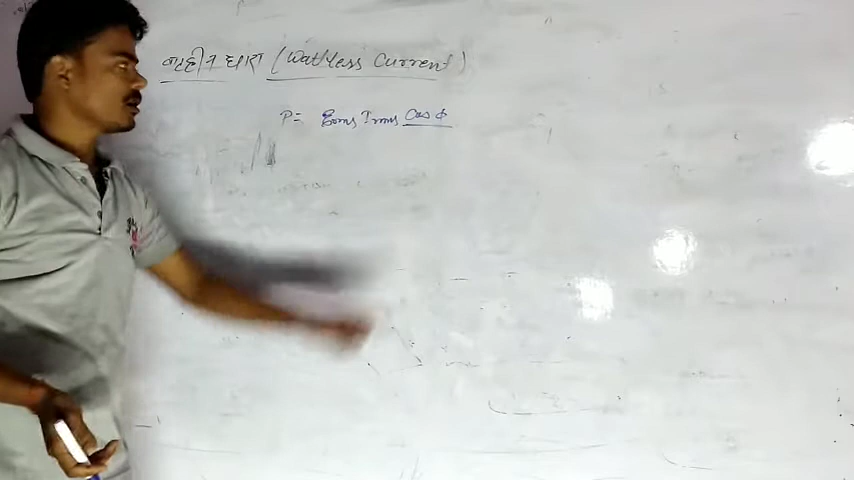 वाटहीन धारा (Wattless Current)
P = Erms Irms Cos ϕ